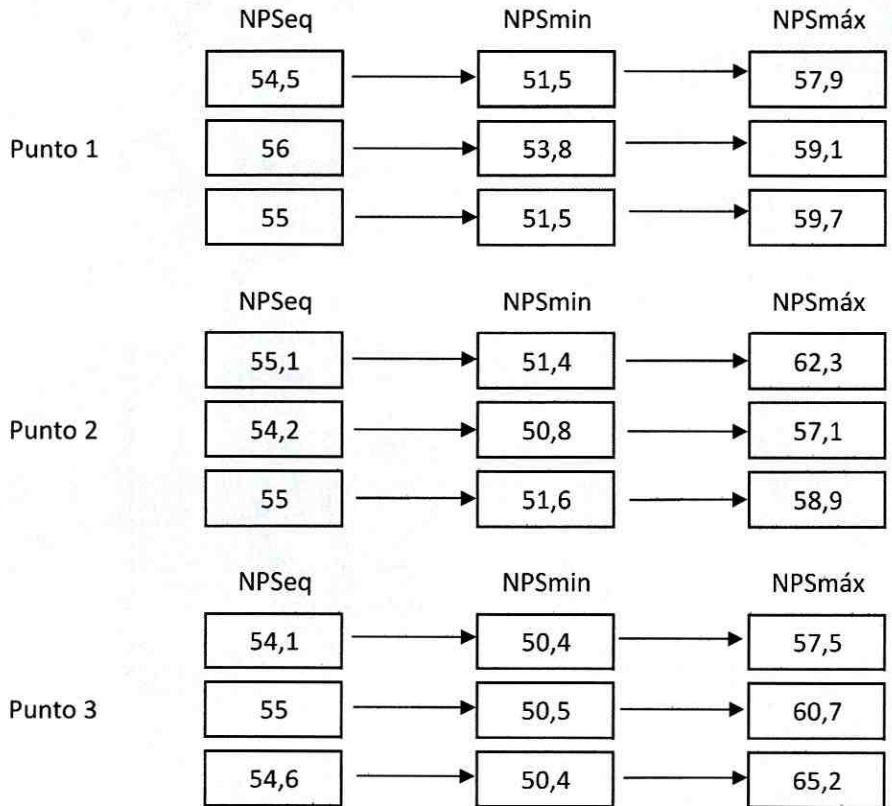 NPSeq NPSmin NPSmáx
54,5 51,5 57,9
Punto 1 56 53,8 59,1
55 51,5 59,7
NPSeq NPSmin NPSmáx
55,1 51,4 62,3
Punto 2 54,2 50,8 57,1
55 51,6 58,9
NPSeq NPSmin NPSmáx
54,1 50,4 57,5
Punto 3 55 50,5 60,7
54,6 50,4 65,2